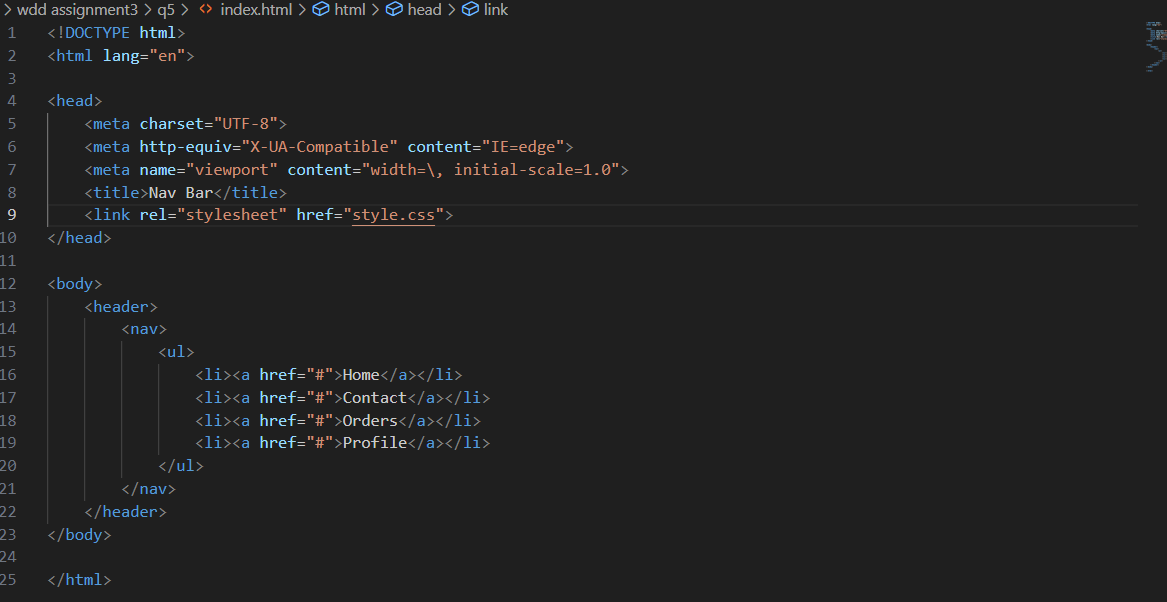 > wdd assignment3 > q5 > <> index.html > html > head > link
1 <!DOCTYPE html>
2 <html lang="en">
3
4 <head>
5     <meta charset="UTF-8">
6     <meta http-equiv="X-UA-Compatible" content="IE=edge">
7     <meta name="viewport" content="width=\, initial-scale=1.0">
8     <title>Nav Bar</title>
9     <link rel="stylesheet" href="style.css">
10 </head>
11
12 <body>
13     <header>
14         <nav>
15             <ul>
16                 <li><a href="#">Home</a></li>
17                 <li><a href="#">Contact</a></li>
18                 <li><a href="#">Orders</a></li>
19                 <li><a href="#">Profile</a></li>
20             </ul>
21         </nav>
22     </header>
23 </body>
24
25 </html>